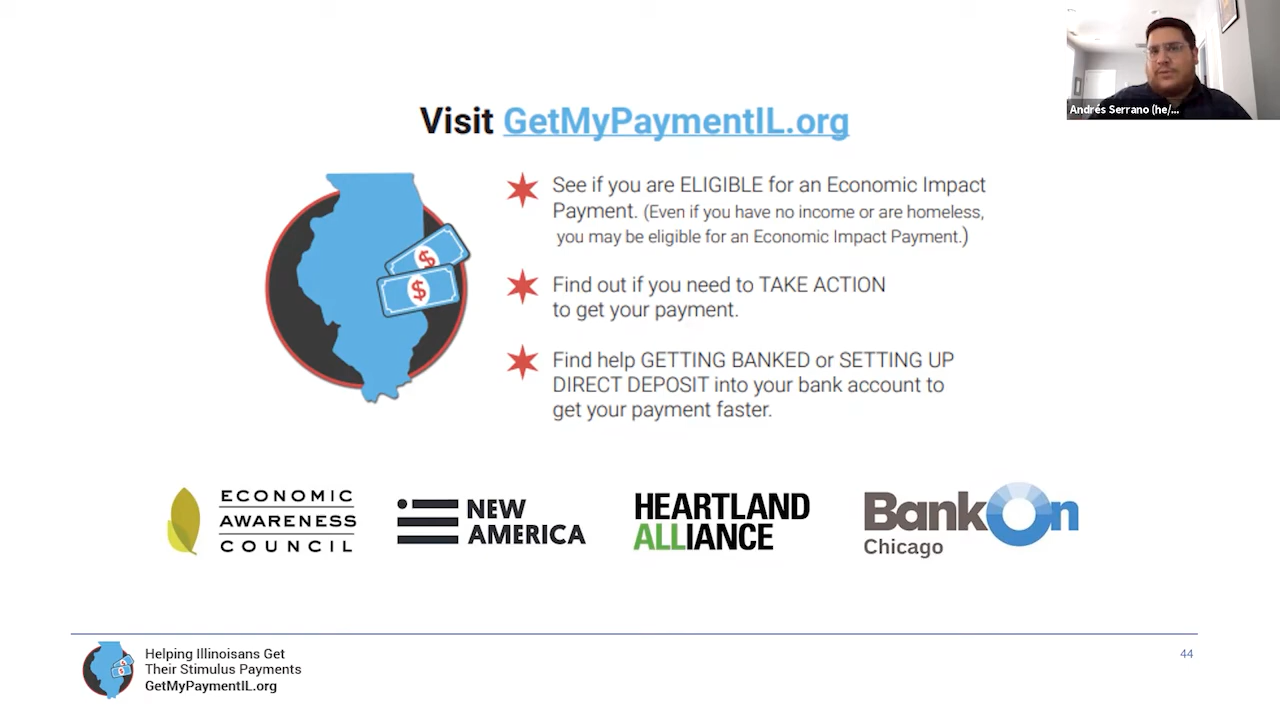 Andrés Serrano (he/...
Visit GetMyPaymentIL.org
See if you are ELIGIBLE for an Economic Impact
Payment. (Even if you have no income or are homeless,
you may be eligible for an Economic Impact Payment.)
Find out if you need to TAKE ACTION
to get your payment.
Find help GETTING BANKED or SETTING UP
DIRECT DEPOSIT into your bank account to
get your payment faster.
$
$
ECONOMIC
AWARENESS
COUNCIL
NEW
AMERICA
HEARTLAND
ALLIANCE
BankOn
Chicago
Helping Illinoisans Get
Their Stimulus Payments
GetMyPaymentIL.org
44